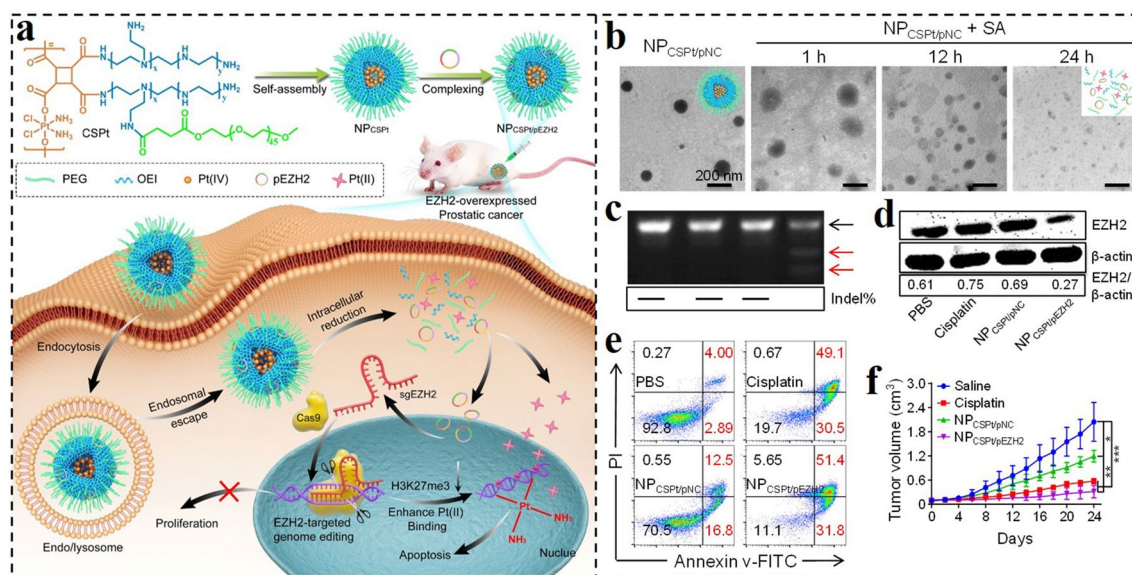 a
NH2
NH2
NH2
Self-assembly
Complexing
CSPt
NPCSPt
NPCSPt/pEZH2
PEG
OEI
Pt(IV)
pEZH2
Pt(II)
EZH2-overexpressed
Prostatic cancer
Intracellular
reduction
Endocytosis
Endosomal
escape
sgEZH2
Cas9
H3K27me3
Enhance Pt(II)
Binding
Pt
NH3
NH3
Proliferation
EZH2-targeted
genome editing
Apoptosis
Nuclue
Endo/lysosome
b
NPCSPt/pNC
NPCSPt/pNC + SA
1 h
12 h
24 h
200 nm
c
Indel%
d
EZH2
β-actin
0.61 0.75 0.69 0.27
EZH2/
β-actin
PBS
Cisplatin
NPCSPt/pNC
NPCSPt/pEZH2
e
0.27 4.00
PBS
92.8 2.89
0.67 49.1
Cisplatin
19.7 30.5
0.55 12.5
NPCSPt/pNC
70.5 16.8
5.65 51.4
NPCSPt/pEZH2
11.1 31.8
PI
Annexin v-FITC
f
Saline
Cisplatin
NPCSPt/pNC
NPCSPt/pEZH2
Tumor volume (cm3)
3.0
2.4
1.8
1.2
0.6
0.0
0 4 8 12 16 20 24
Days
*
***
**